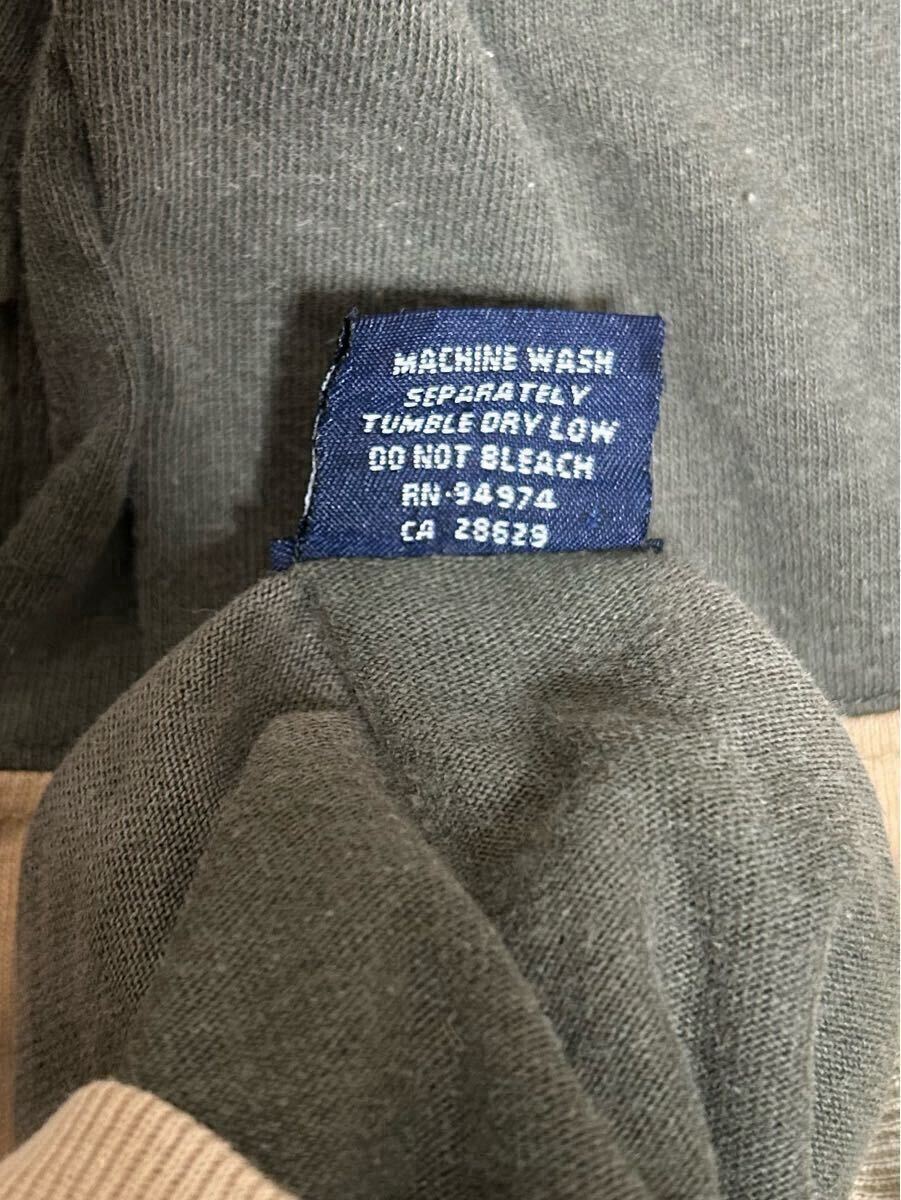 MACHINE WASH
SEPARATELY
TUMBLE DRY LOW
DO NOT BLEACH
RN·94974
CA 28629